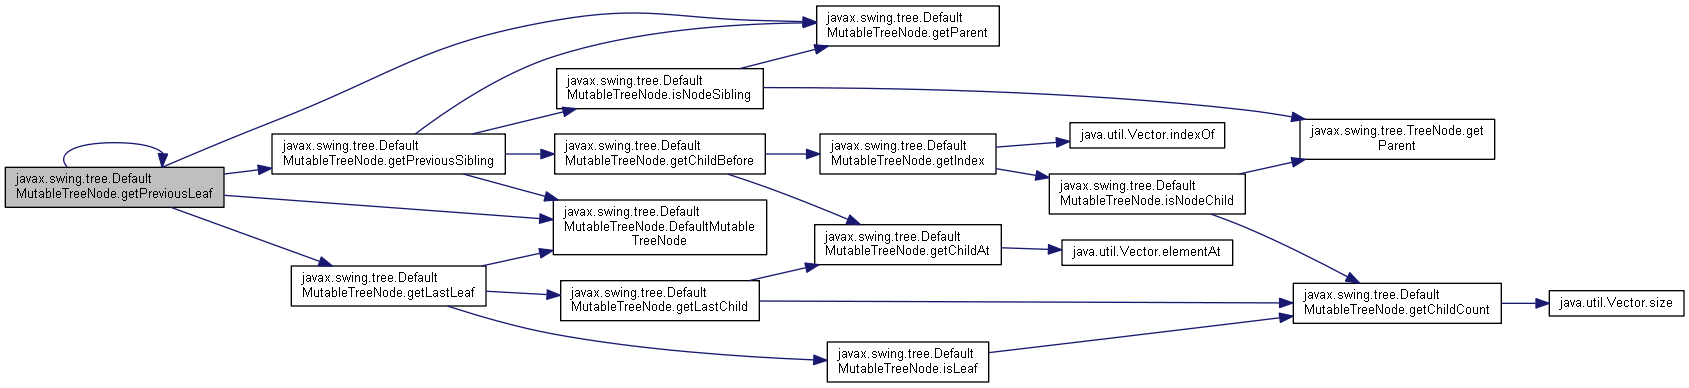 javax.swing.tree.Default
MutableTreeNode.getPreviousLeaf
javax.swing.tree.Default
MutableTreeNode.getPreviousSibling
javax.swing.tree.Default
MutableTreeNode.getLastLeaf
javax.swing.tree.Default
MutableTreeNode.isNodeSibling
javax.swing.tree.Default
MutableTreeNode.getChildBefore
javax.swing.tree.Default
MutableTreeNode.DefaultMutable
TreeNode
javax.swing.tree.Default
MutableTreeNode.getLastChild
javax.swing.tree.Default
MutableTreeNode.getParent
javax.swing.tree.Default
MutableTreeNode.getIndex
javax.swing.tree.Default
MutableTreeNode.getChildAt
javax.swing.tree.Default
MutableTreeNode.isLeaf
java.util.Vector.indexOf
javax.swing.tree.Default
MutableTreeNode.isNodeChild
java.util.Vector.elementAt
javax.swing.tree.TreeNode.get
Parent
javax.swing.tree.Default
MutableTreeNode.getChildCount
java.util.Vector.size